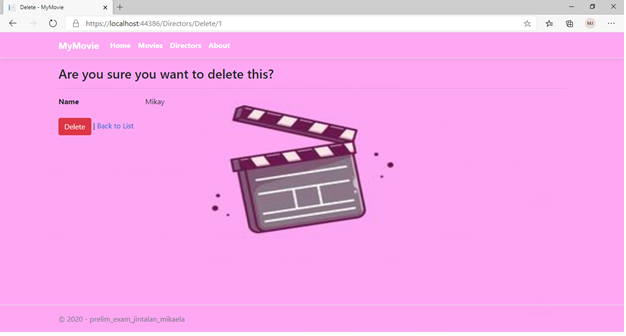 Delete - MyMovie
https://localhost:44386/Directors/Delete/1
MJ
MyMovie Home Movies Directors About
Are you sure you want to delete this?
Name Mikay
Delete | Back to List
© 2020 - prelim_exam_jintalan_mikaela